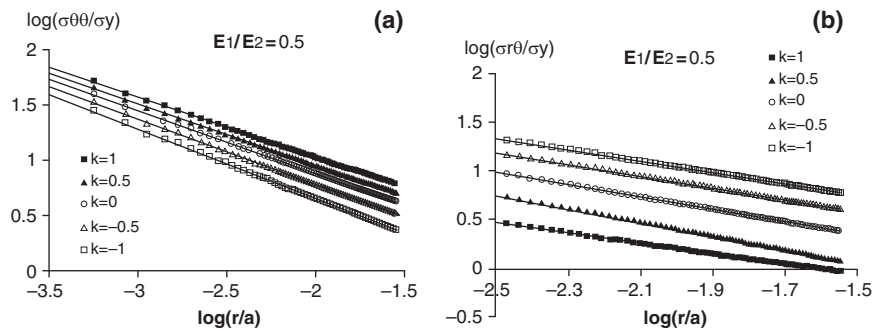 log(σθθ/σy)
(a)
E1/E2=0.5
2
1.5
1
0.5
0
k=1
k=0.5
k=0
k=−0.5
k=−1
−3.5
−3
−2.5
−2
−1.5
log(r/a)
(b)
log(σrθ/σy)
E1/E2=0.5
2
1.5
1
0.5
0
−0.5
k=1
k=0.5
k=0
k=−0.5
k=−1
−2.5
−2.3
−2.1
−1.9
−1.7
−1.5
log(r/a)